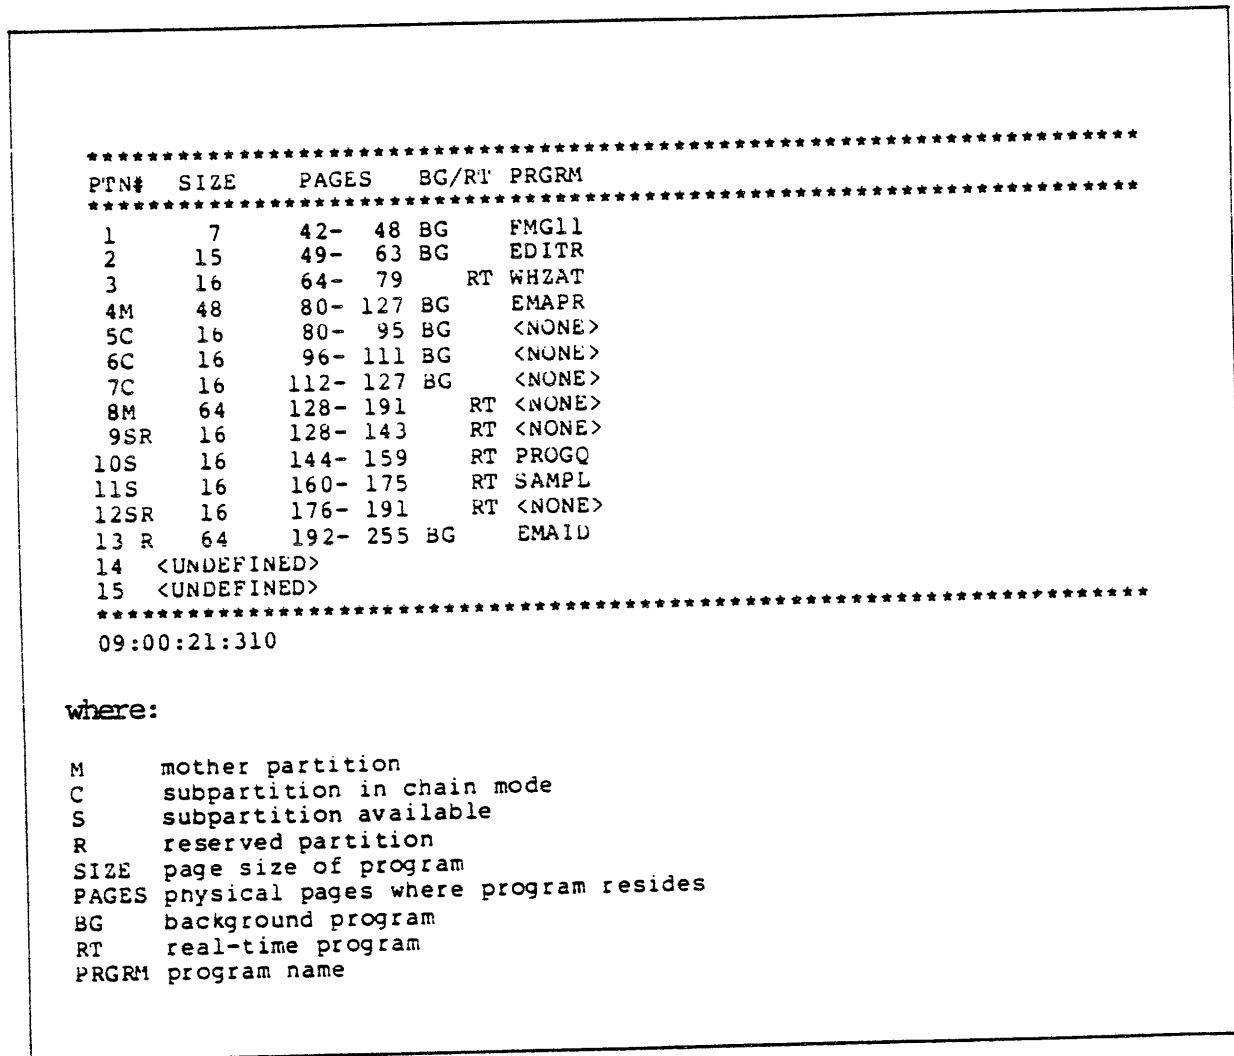 **********************************************************************
PTN#  SIZE    PAGES   BG/RT PRGRM
**********************************************************************
1      7     42-  48 BG     FMG11
2     15     49-  63 BG     EDITR
3     16     64-  79     RT WHZAT
4M    48     80- 127 BG     EMAPR
5C    16     80-  95 BG     <NONE>
6C    16     96- 111 BG     <NONE>
7C    16    112- 127 BG     <NONE>
8M    64    128- 191     RT <NONE>
9SR   16    128- 143     RT <NONE>
10S    16    144- 159     RT PROGQ
11S    16    160- 175     RT SAMPL
12SR   16    176- 191     RT <NONE>
13 R   64    192- 255 BG     EMAID
14  <UNDEFINED>
15  <UNDEFINED>
**********************************************************************
09:00:21:310
where:
M     mother partition
C     subpartition in chain mode
S     subpartition available
R     reserved partition
SIZE  page size of program
PAGES physical pages where program resides
BG    background program
RT    real-time program
PRGRM program name